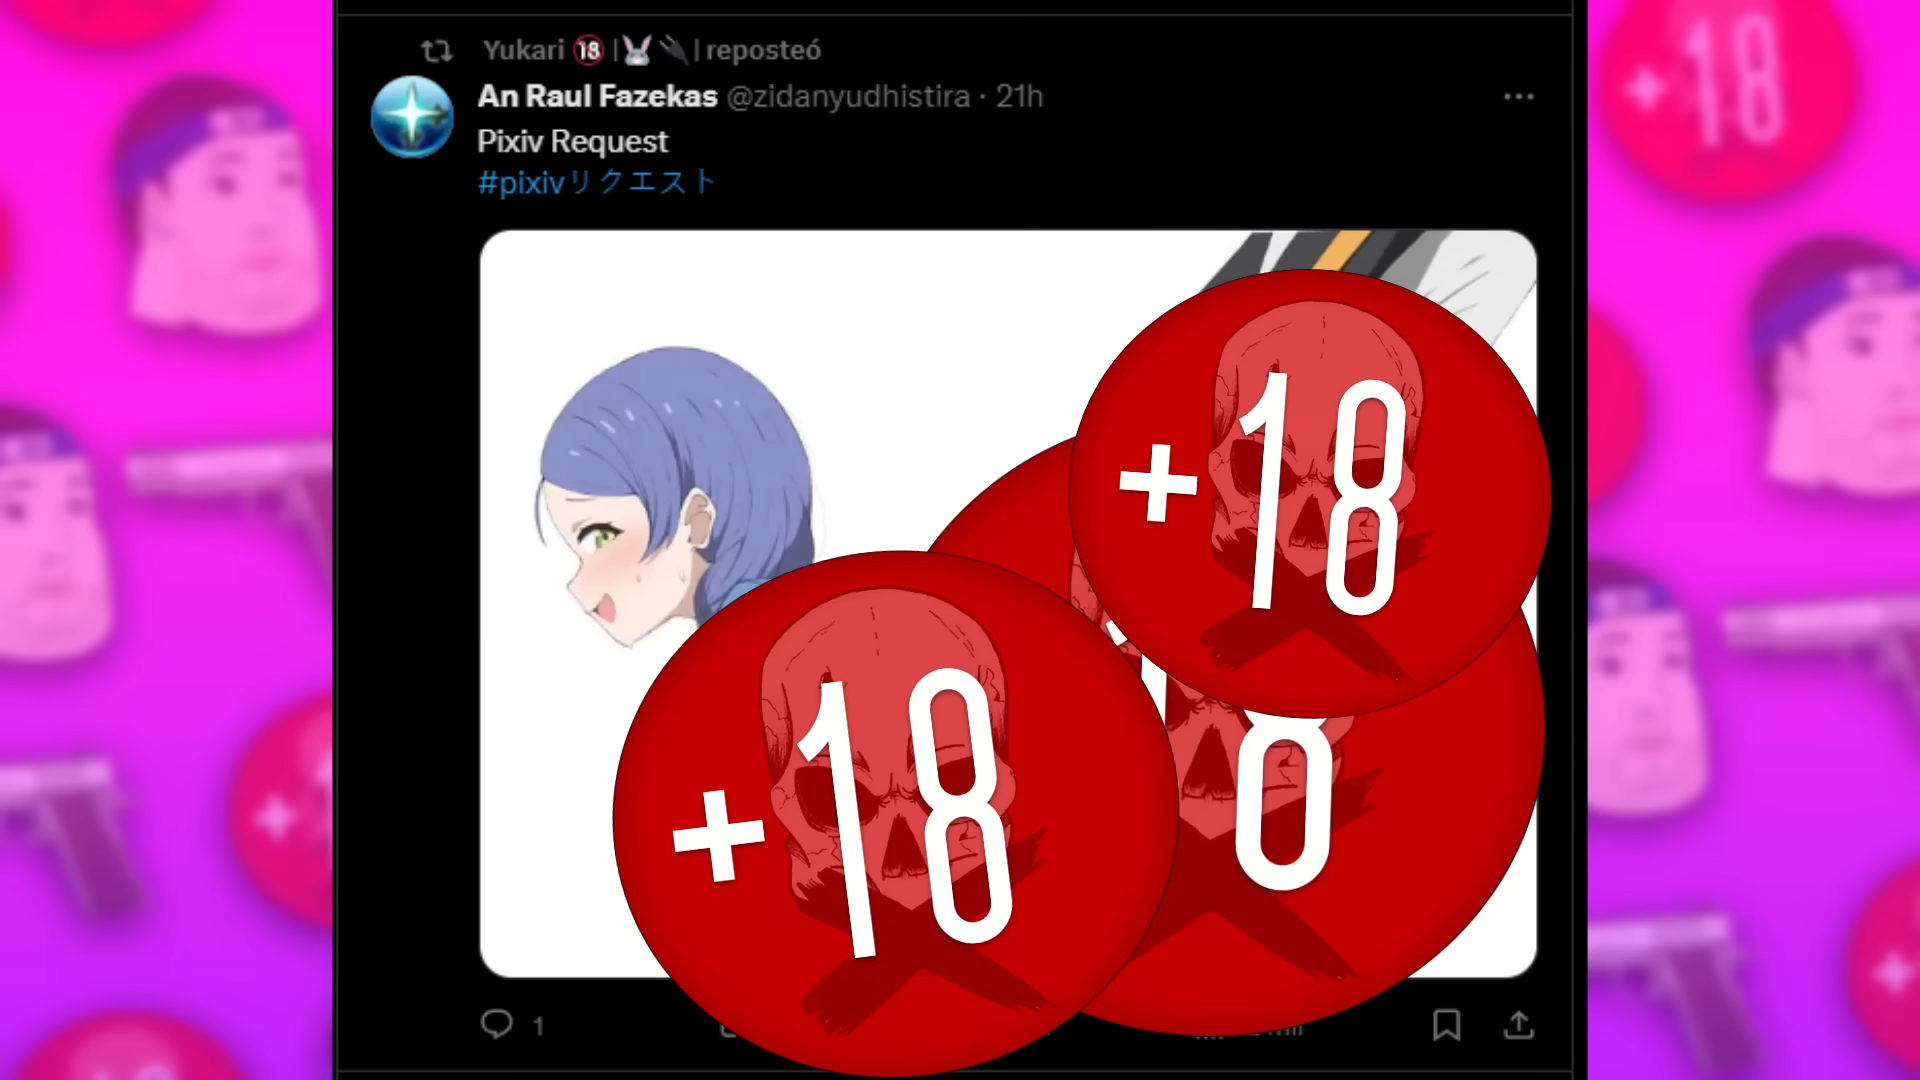 Yukari 🔞 |🐰🔌| reposteó
An Raul Fazekas @zidanyudhistira · 21h
Pixiv Request
#pixivリクエスト
+18
+18
+18
1